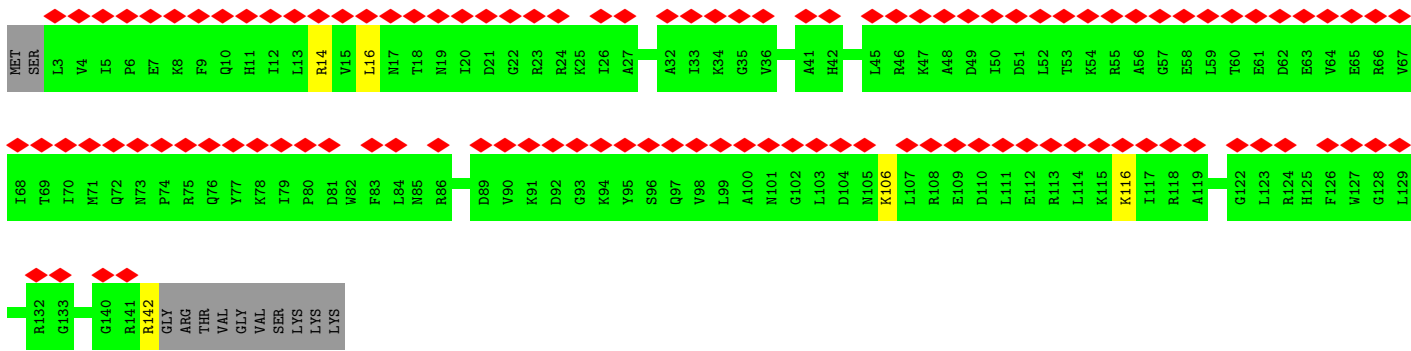 MET SER L3 V4 I5 P6 E7 K8 F9 Q10 H11 I12 L13 R14 V15 L16 N17 T18 N19 I20 D21 G22 R23 R24 K25 I26 A27 A32 I33 K34 G35 V36 A41 H42 L45 R46 K47 A48 D49 I50 D51 L52 T53 K54 R55 A56 G57 E58 L59 T60 E61 D62 E63 V64 E65 R66 V67
I68 T69 I70 M71 Q72 N73 P74 R75 Q76 Y77 K78 I79 P80 D81 W82 F83 L84 N85 R86 D89 V90 K91 D92 G93 K94 Y95 S96 Q97 V98 L99 A100 N101 G102 L103 D104 N105 K106 L107 R108 E109 D110 L111 E112 R113 L114 K115 K116 I117 R118 A119 G122 L123 R124 H125 F126 W127 G128 L129
R132 G133 G140 R141 R142 GLY ARG THR VAL GLY VAL SER LYS LYS LYS